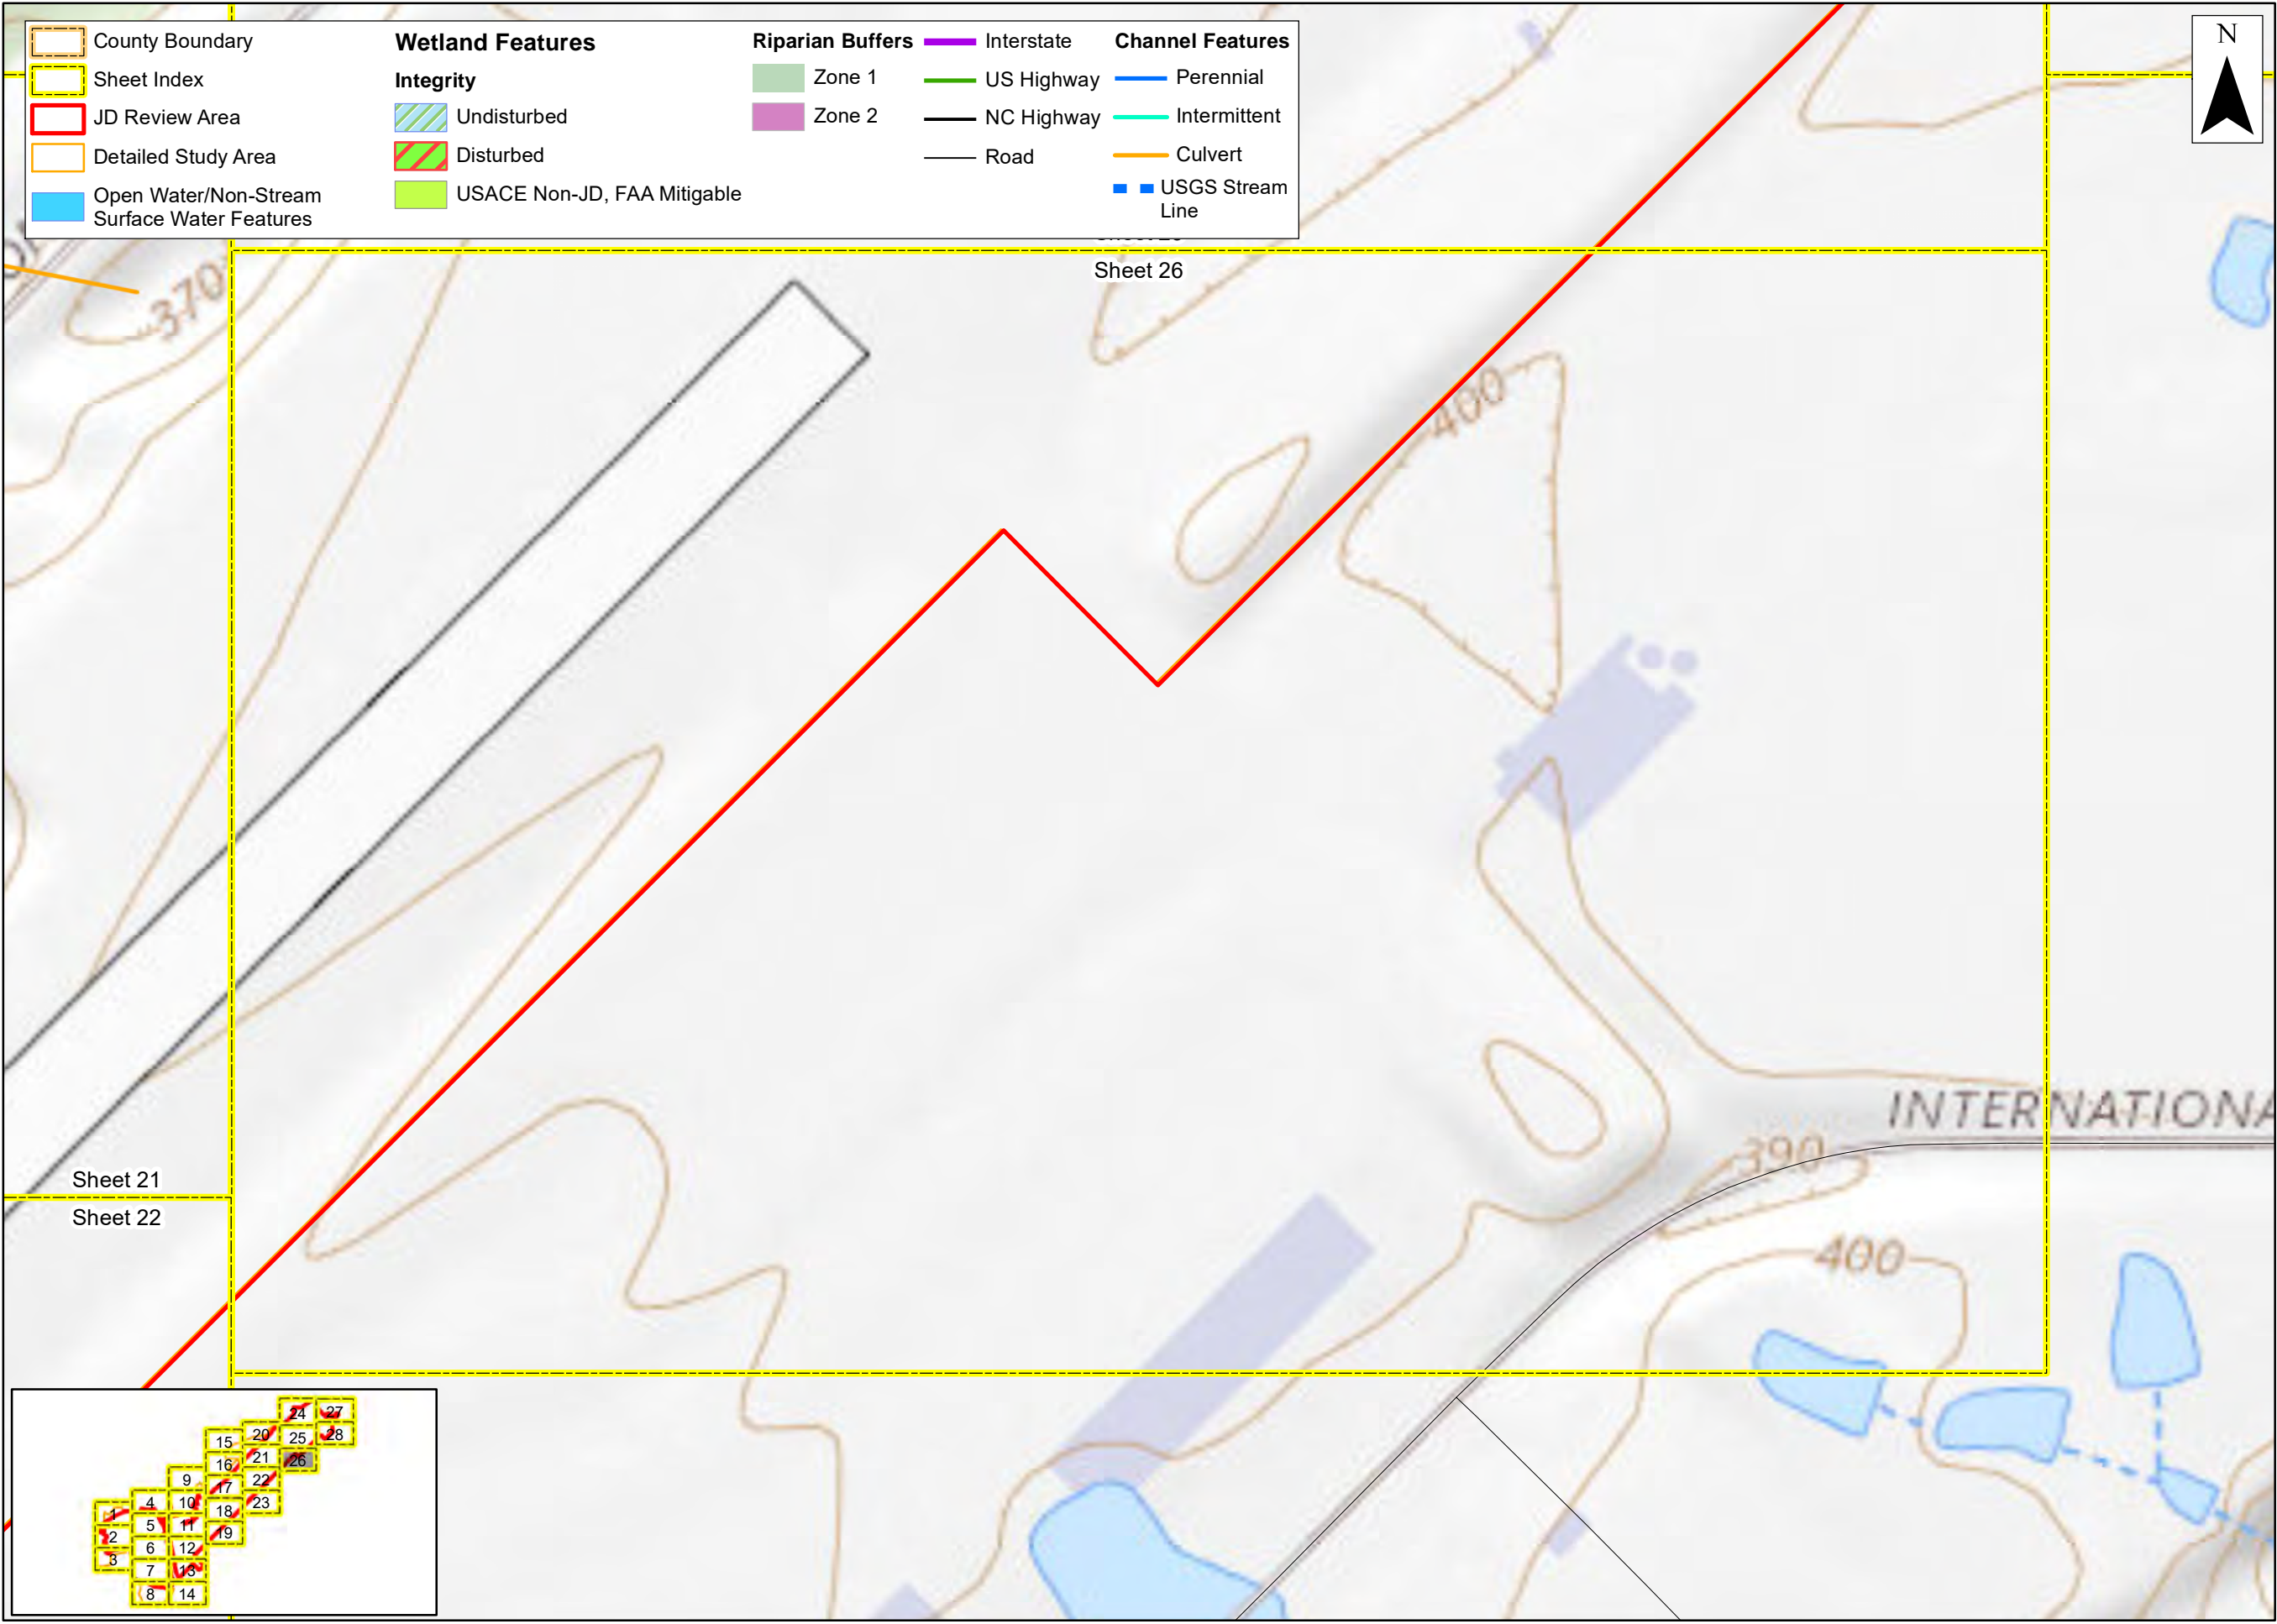 County Boundary
Sheet Index
JD Review Area
Detailed Study Area
Open Water/Non-Stream
Surface Water Features
Wetland Features
Integrity
Undisturbed
Disturbed
USACE Non-JD, FAA Mitigable
Riparian Buffers
Zone 1
Zone 2
Interstate
US Highway
NC Highway
Road
Channel Features
Perennial
Intermittent
Culvert
USGS Stream
Line
N
Sheet 26
370
400
INTERNATIONA
390
400
Sheet 21
Sheet 22
24 27
15 20 25 28
16 21 26
9 17 22
4 10 18 23
1 5 11 19
2 6 12
3 7 13
8 14